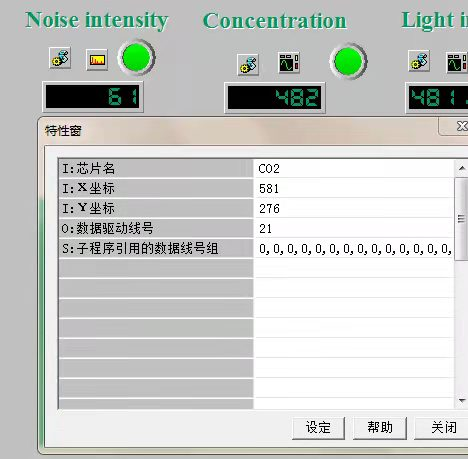 Noise intensity Concentration Light i
61 482 481.
特性窗
I:芯片名 CO2
I:X坐标 581
I:Y坐标 276
O:数据驱动线号 21
S:子程序引用的数据线号组 0,0,0,0,0,0,0,0,0,0,0,0,0,0,
设定 帮助 关闭